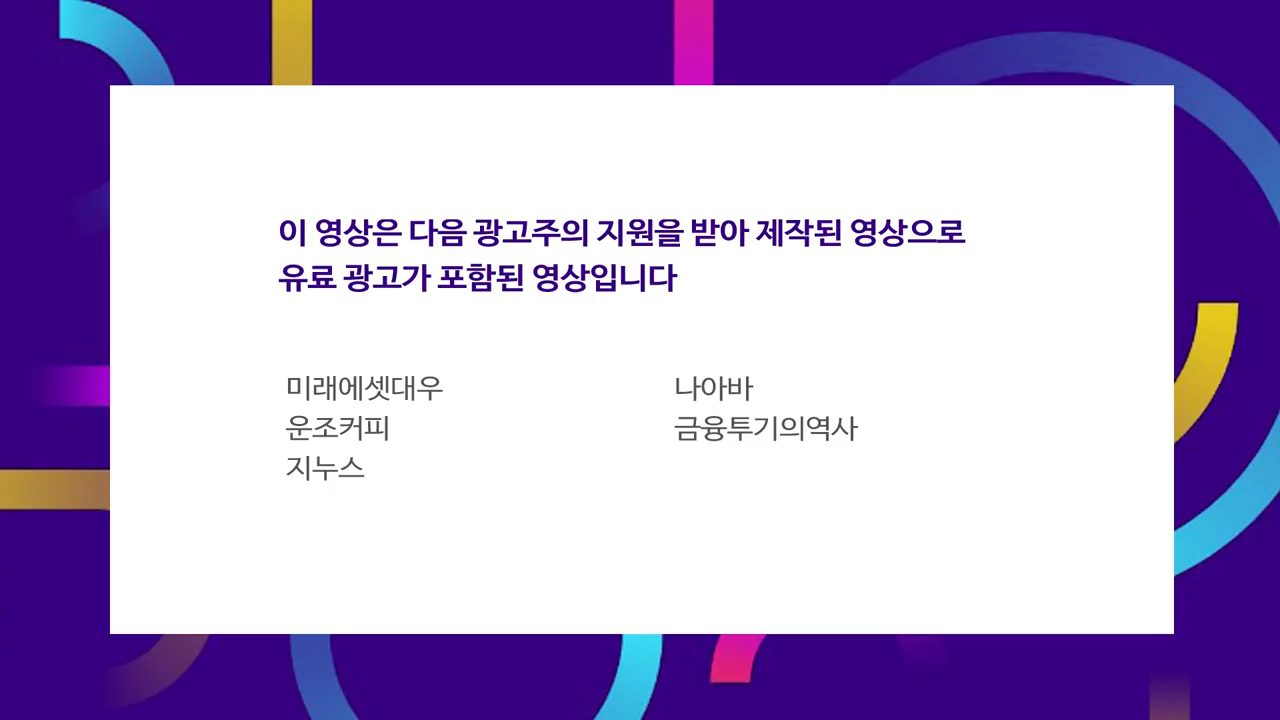 이 영상은 다음 광고주의 지원을 받아 제작된 영상으로
유료 광고가 포함된 영상입니다
미래에셋대우
운조커피
지누스
나아바
금융투기의역사